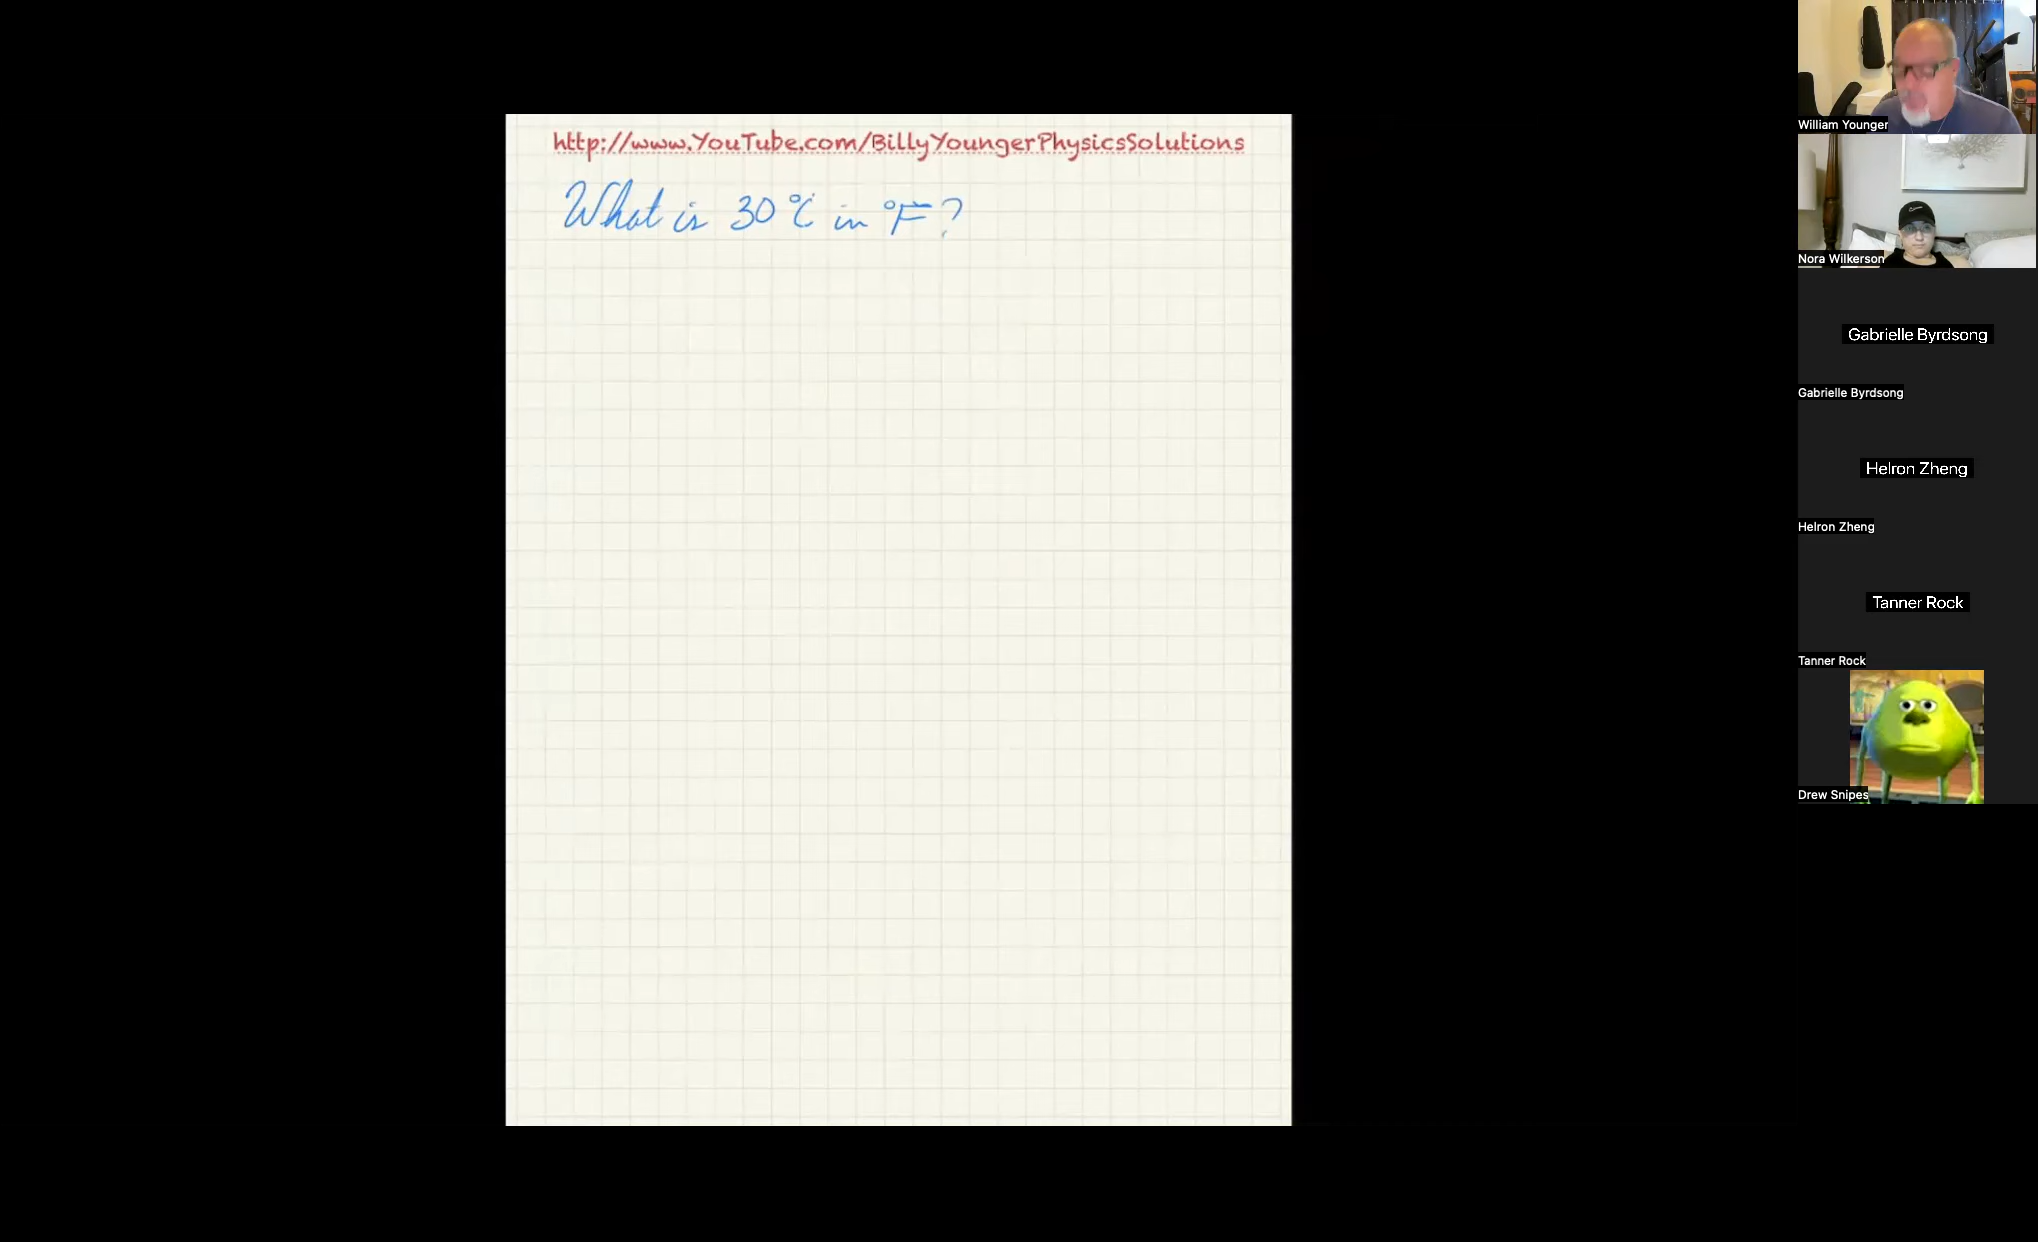 http://www.YouTube.com/BillyYoungerPhysicsSolutions
What is 30°C in °F?
William Younger
Nora Wilkerson
Gabrielle Byrdsong
Gabrielle Byrdsong
Helron Zheng
Helron Zheng
Tanner Rock
Tanner Rock
Drew Snipes